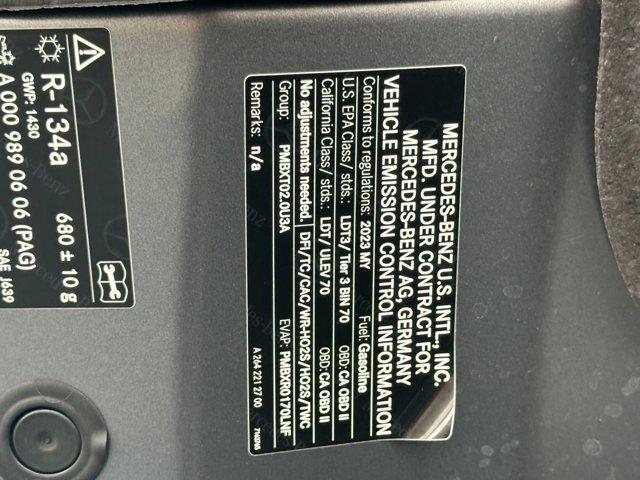 MERCEDES-BENZ U.S. INTL., INC.
MFD. UNDER CONTRACT FOR
MERCEDES-BENZ AG, GERMANY
VEHICLE EMISSION CONTROL INFORMATION
Conforms to regulations: 2023 MY Fuel: Gasoline
U.S. EPA Class/ stds.: LDT3/ Tier 3 BIN 70 OBD: CA OBD II
California Class/ stds.: LDT/ ULEV 70 OBD: CA OBD II
No adjustments needed. DFI/TC/CAC/WR-HO2S/HO2S/TWC
Group: PMBXT02.0U3A EVAP: PMBXR0170LNF
Remarks: n/a A 264 221 27 00
R-134a 680 ± 10 g
GWP: 1430
A 000 989 06 06 (PAG)
SAE J639